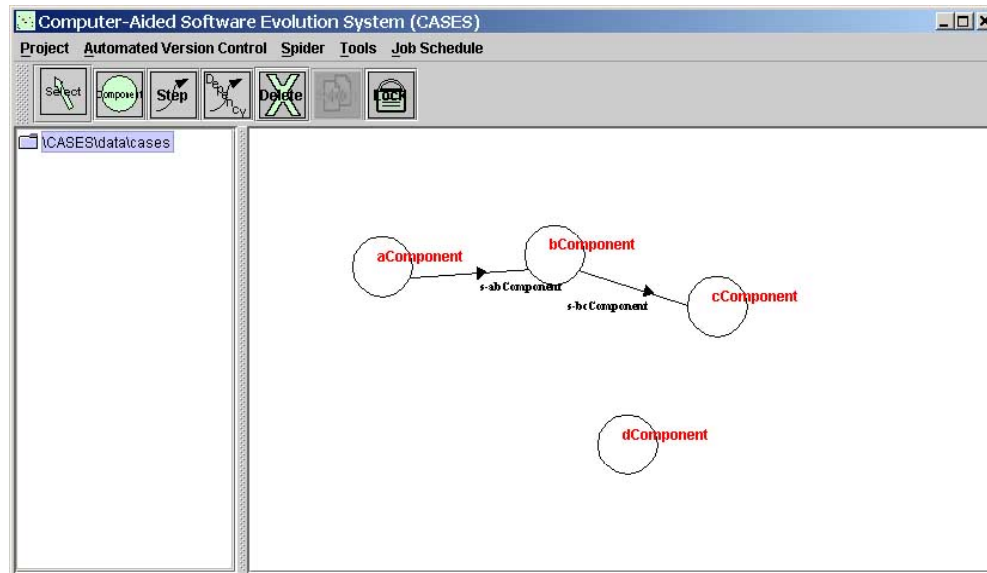 Computer-Aided Software Evolution System (CASES)
Project Automated Version Control Spider Tools Job Schedule
Select Component Step Dependency Delete Lock
\CASES\data\cases
bComponent
aComponent
s-abComponent
cComponent
s-bcComponent
dComponent